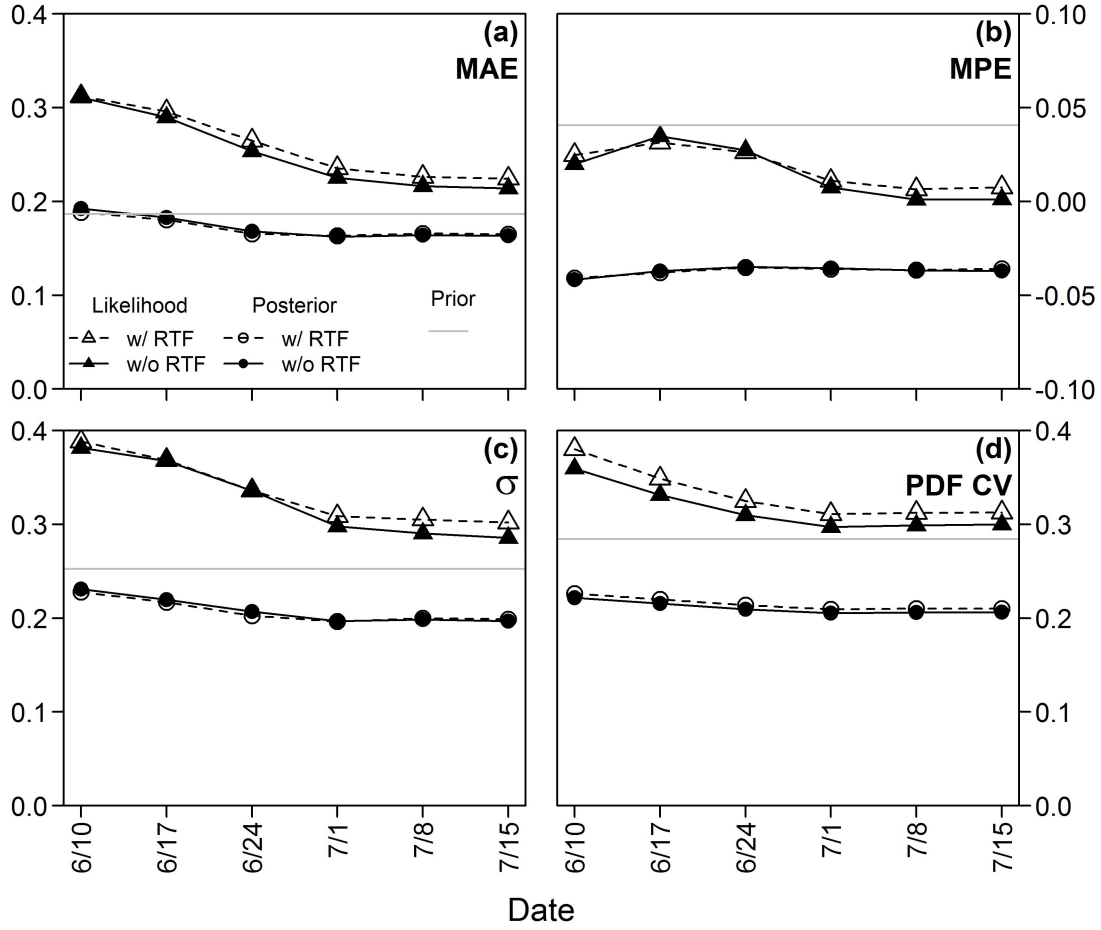 0.4
0.3
0.2
0.1
0.0
(a)
MAE
Likelihood Posterior Prior
w/ RTF w/ RTF
w/o RTF w/o RTF
(b)
MPE
0.10
0.05
0.00
-0.05
-0.10
0.4
0.3
0.2
0.1
0.0
(c)
σ
6/10 6/17 6/24 7/1 7/8 7/15
(d)
PDF CV
0.4
0.3
0.2
0.1
0.0
6/10 6/17 6/24 7/1 7/8 7/15
Date